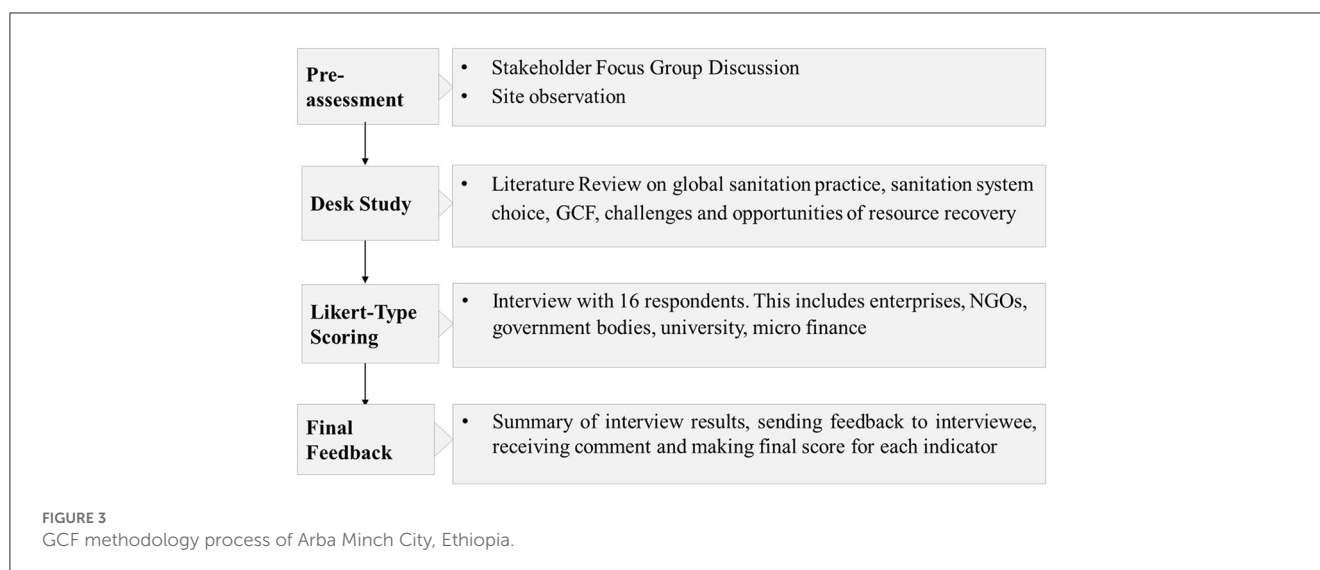 Pre-
assessment
• Stakeholder Focus Group Discussion
• Site observation
Desk Study
• Literature Review on global sanitation practice, sanitation system
choice, GCF, challenges and opportunities of resource recovery
Likert-Type
Scoring
• Interview with 16 respondents. This includes enterprises, NGOs,
government bodies, university, micro finance
Final
Feedback
• Summary of interview results, sending feedback to interviewee,
receiving comment and making final score for each indicator
FIGURE 3
GCF methodology process of Arba Minch City, Ethiopia.